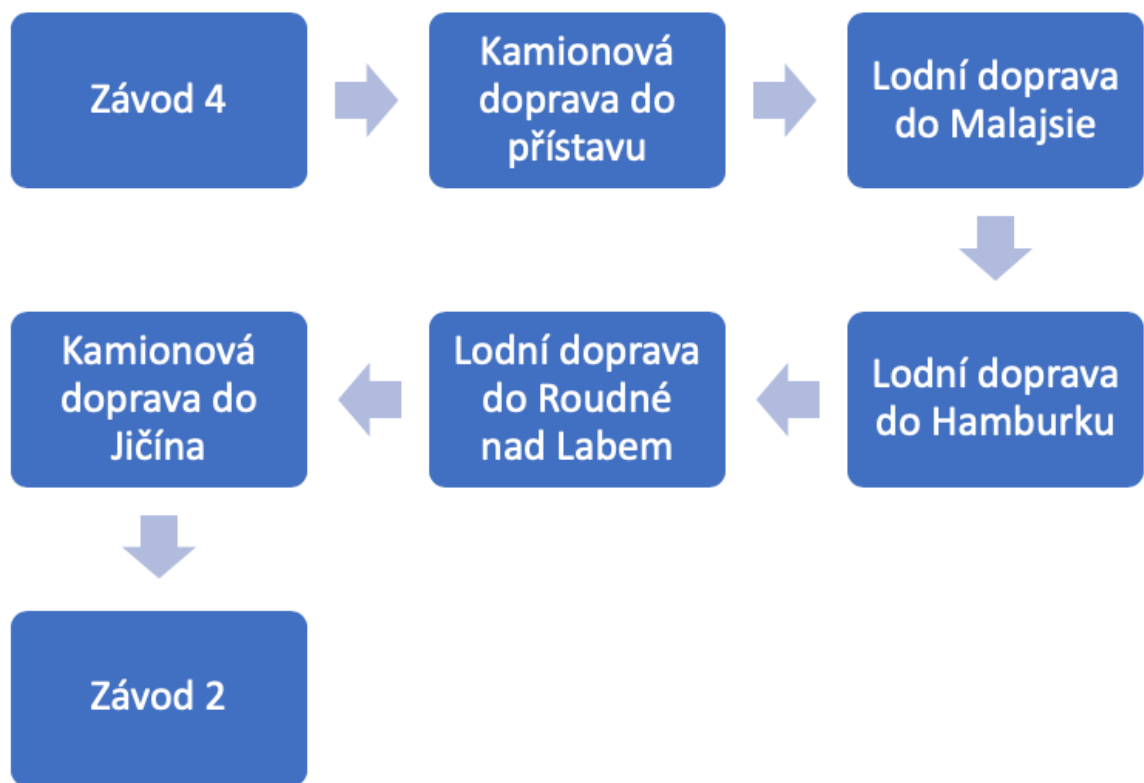 Závod 4
Kamionová
doprava do
přístavu
Lodní doprava
do Malajsie
Lodní doprava
do Hamburku
Lodní doprava
do Roudné
nad Labem
Kamionová
doprava do
Jičína
Závod 2